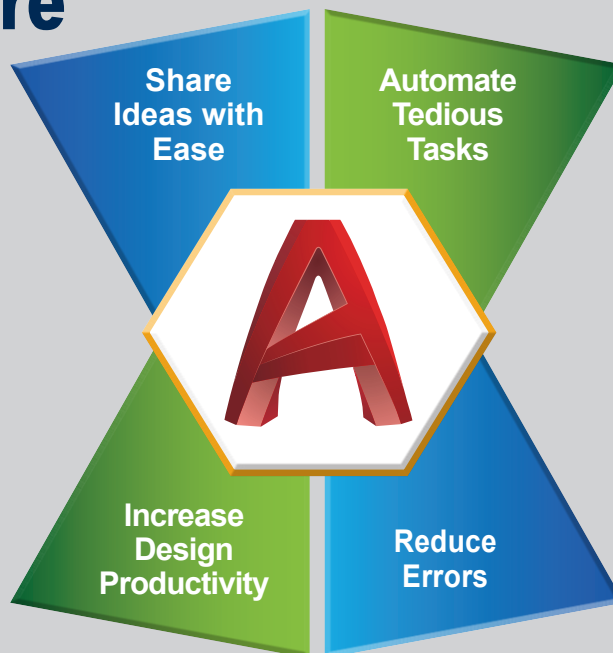 re
Share
Ideas with
Ease
Automate
Tedious
Tasks
A
Increase
Design
Productivity
Reduce
Errors